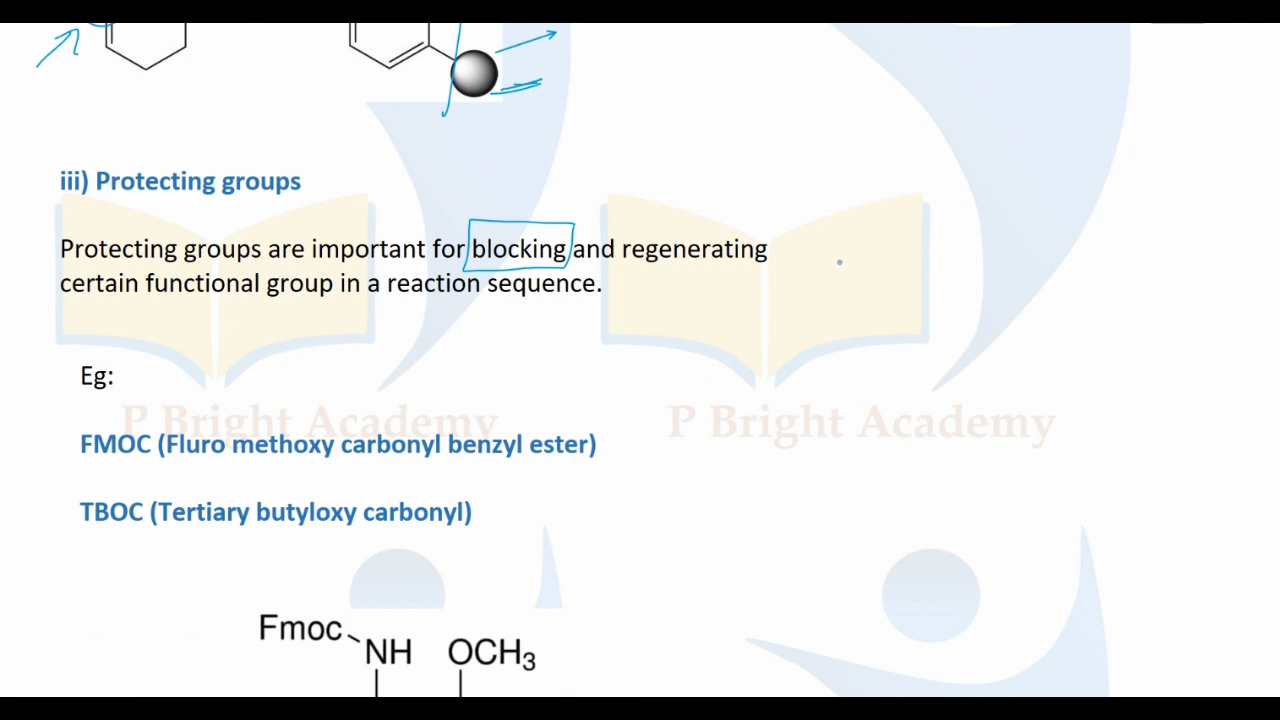 iii) Protecting groups
Protecting groups are important for blocking and regenerating
certain functional group in a reaction sequence.
Eg:
P Bright Academy P Bright Academy
FMOC (Fluro methoxy carbonyl benzyl ester)
TBOC (Tertiary butyloxy carbonyl)
Fmoc
NH OCH₃